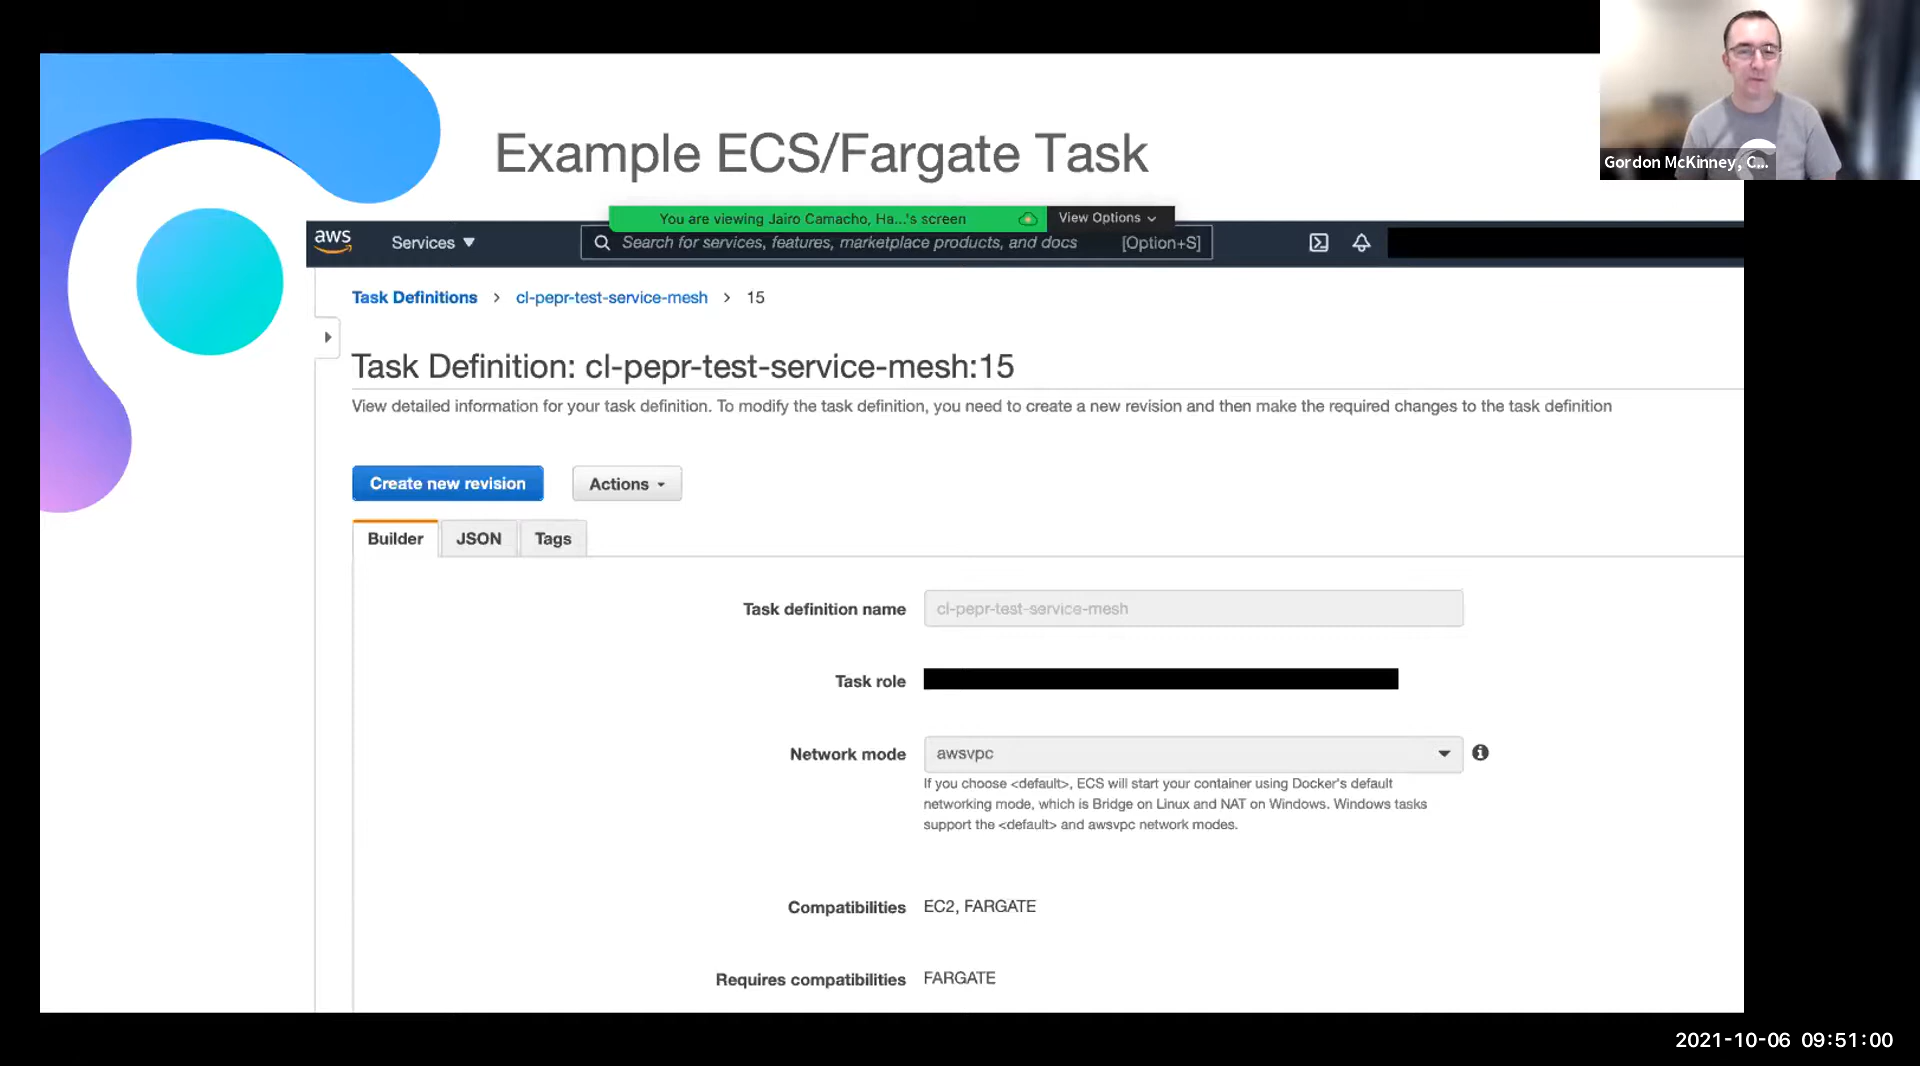 Example ECS/Fargate Task
Gordon McKinney, C...
You are viewing Jairo Camacho, Ha...'s screen
View Options
aws
Services
Search for services, features, marketplace products, and docs
[Option+S]
Task Definitions > cl-pepr-test-service-mesh > 15
Task Definition: cl-pepr-test-service-mesh:15
View detailed information for your task definition. To modify the task definition, you need to create a new revision and then make the required changes to the task definition
Create new revision
Actions
Builder
JSON
Tags
Task definition name
cl-pepr-test-service-mesh
Task role
Network mode
awsvpc
If you choose <default>, ECS will start your container using Docker's default
networking mode, which is Bridge on Linux and NAT on Windows. Windows tasks
support the <default> and awsvpc network modes.
Compatibilities
EC2, FARGATE
Requires compatibilities
FARGATE
2021-10-06 09:51:00